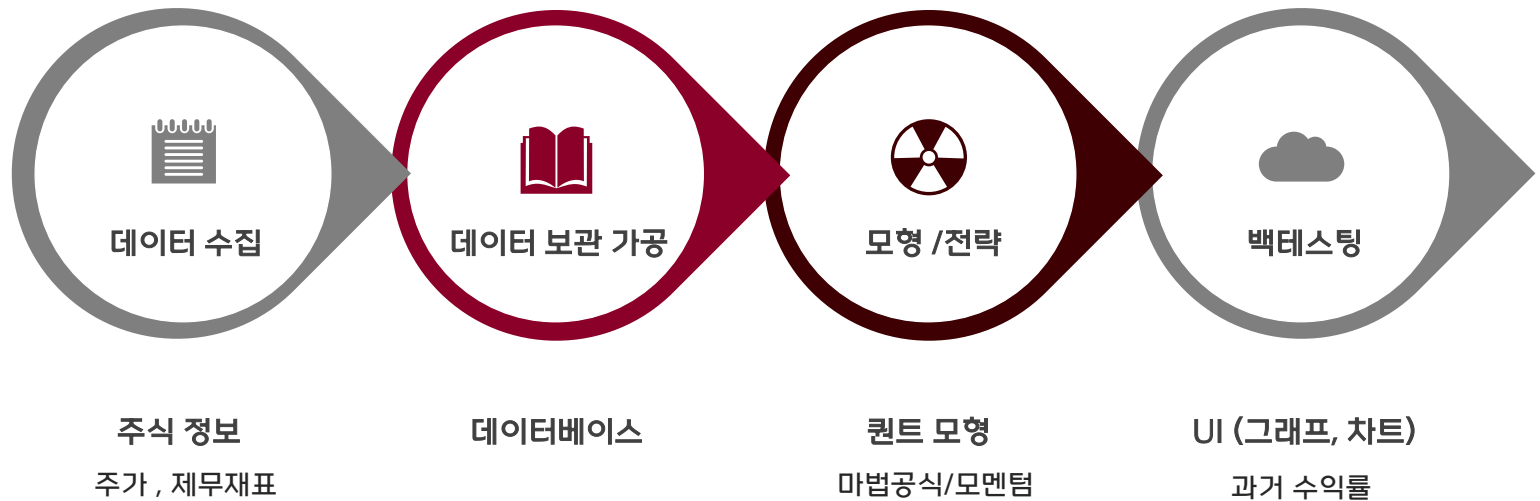 데이터 수집
데이터 보관 가공
모형 /전략
백테스팅
주식 정보
주가 , 제무재표
데이터베이스
퀀트 모형
마법공식/모멘텀
UI (그래프, 차트)
과거 수익률